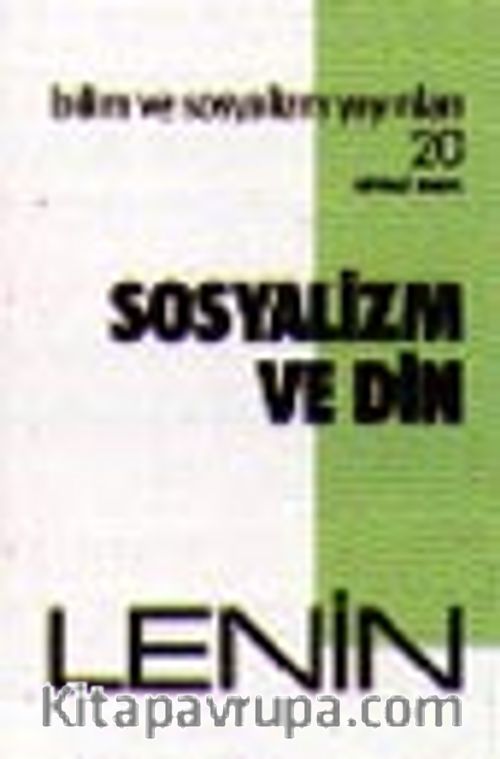 bilim ve sosyalizm yayınları
20
SOSYALİZM
VE DİN
LENİN
Kitapavrupa.com